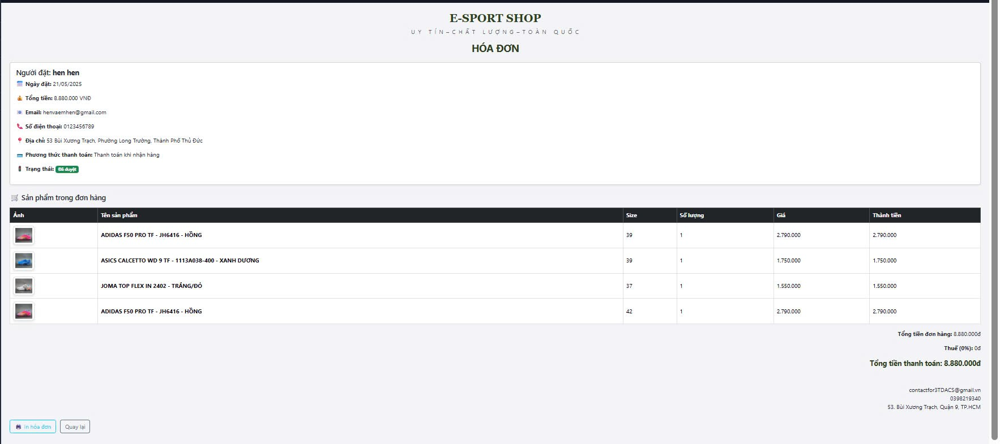 E-SPORT SHOP
UY TÍN–CHẤT LƯỢNG–TOÀN QUỐC
HÓA ĐƠN
Người đặt: hen hen
Ngày đặt: 21/05/2025
Tổng tiền: 8.880.000 VNĐ
Email: henvaemhen@gmail.com
Số điện thoại: 0123456789
Địa chỉ: 53 Bùi Xương Trạch, Phường Long Trường, Thành Phố Thủ Đức
Phương thức thanh toán: Thanh toán khi nhận hàng
Trạng thái: Đã duyệt
Sản phẩm trong đơn hàng
Ảnh Tên sản phẩm Size Số lượng Giá Thành tiền
ADIDAS F50 PRO TF - JH6416 - HỒNG 39 1 2.790.000 2.790.000
ASICS CALCETTO WD 9 TF - 1113A038-400 - XANH DƯƠNG 39 1 1.750.000 1.750.000
JOMA TOP FLEX IN 2402 - TRẮNG/ĐỎ 37 1 1.550.000 1.550.000
ADIDAS F50 PRO TF - JH6416 - HỒNG 42 1 2.790.000 2.790.000
Tổng tiền đơn hàng: 8.880.000đ
Thuế (0%): 0đ
Tổng tiền thanh toán: 8.880.000đ
contactfor3TDACS@gmail.vn
0398219340
53. Bùi Xương Trạch, Quận 9, TP.HCM
In hóa đơn Quay lại